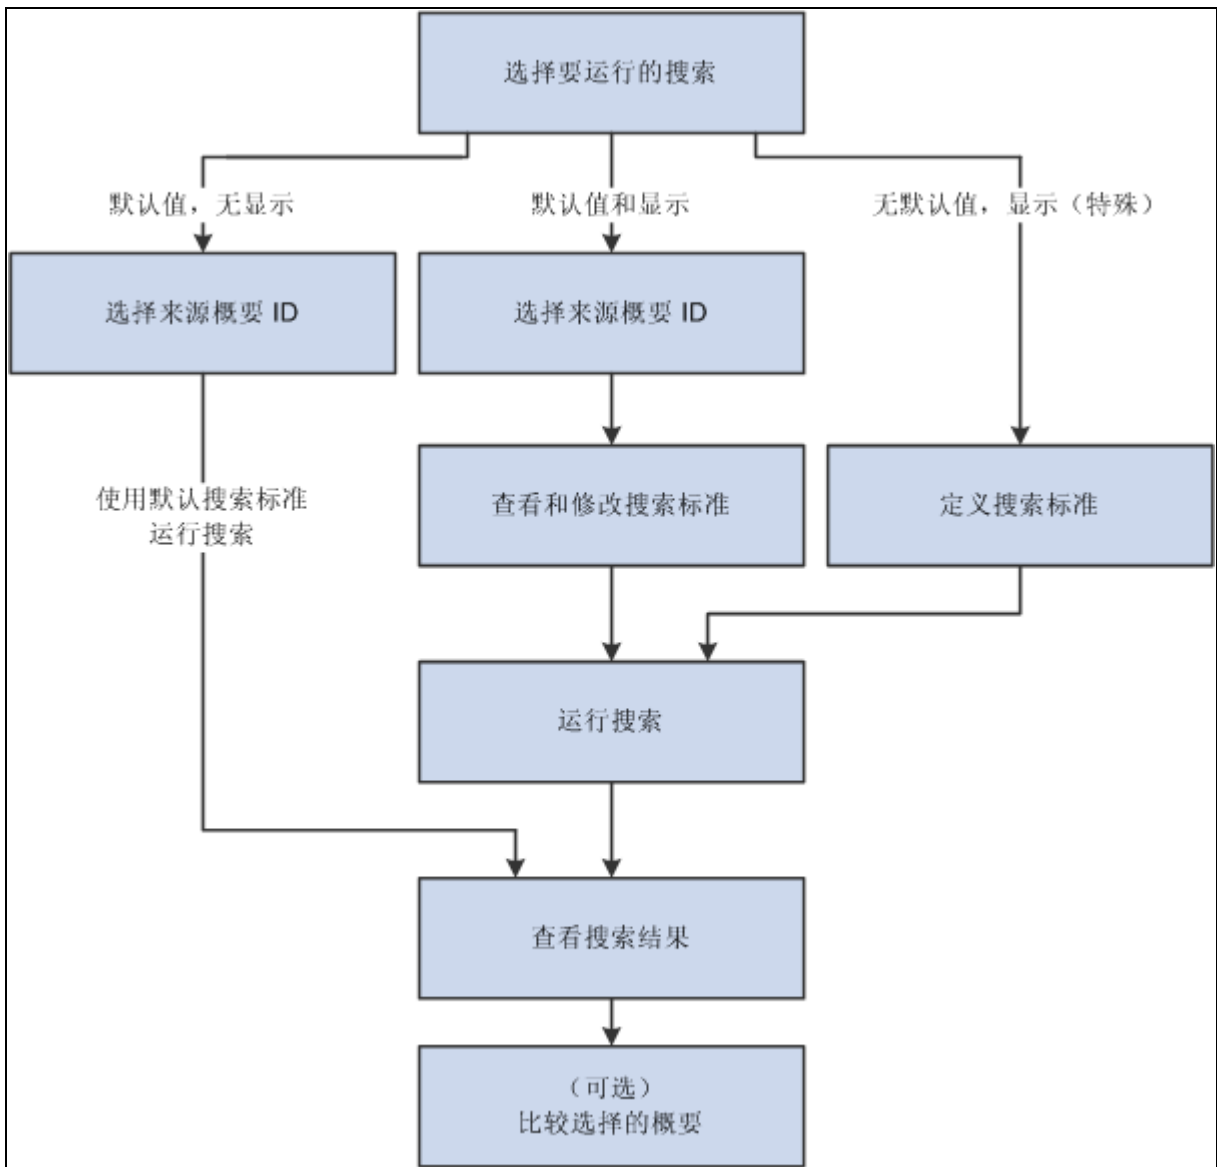 选择要运行的搜索
默认值，无显示
默认值和显示
无默认值，显示（特殊）
选择来源概要 ID
选择来源概要 ID
使用默认搜索标准
运行搜索
查看和修改搜索标准
定义搜索标准
运行搜索
查看搜索结果
（可选）
比较选择的概要